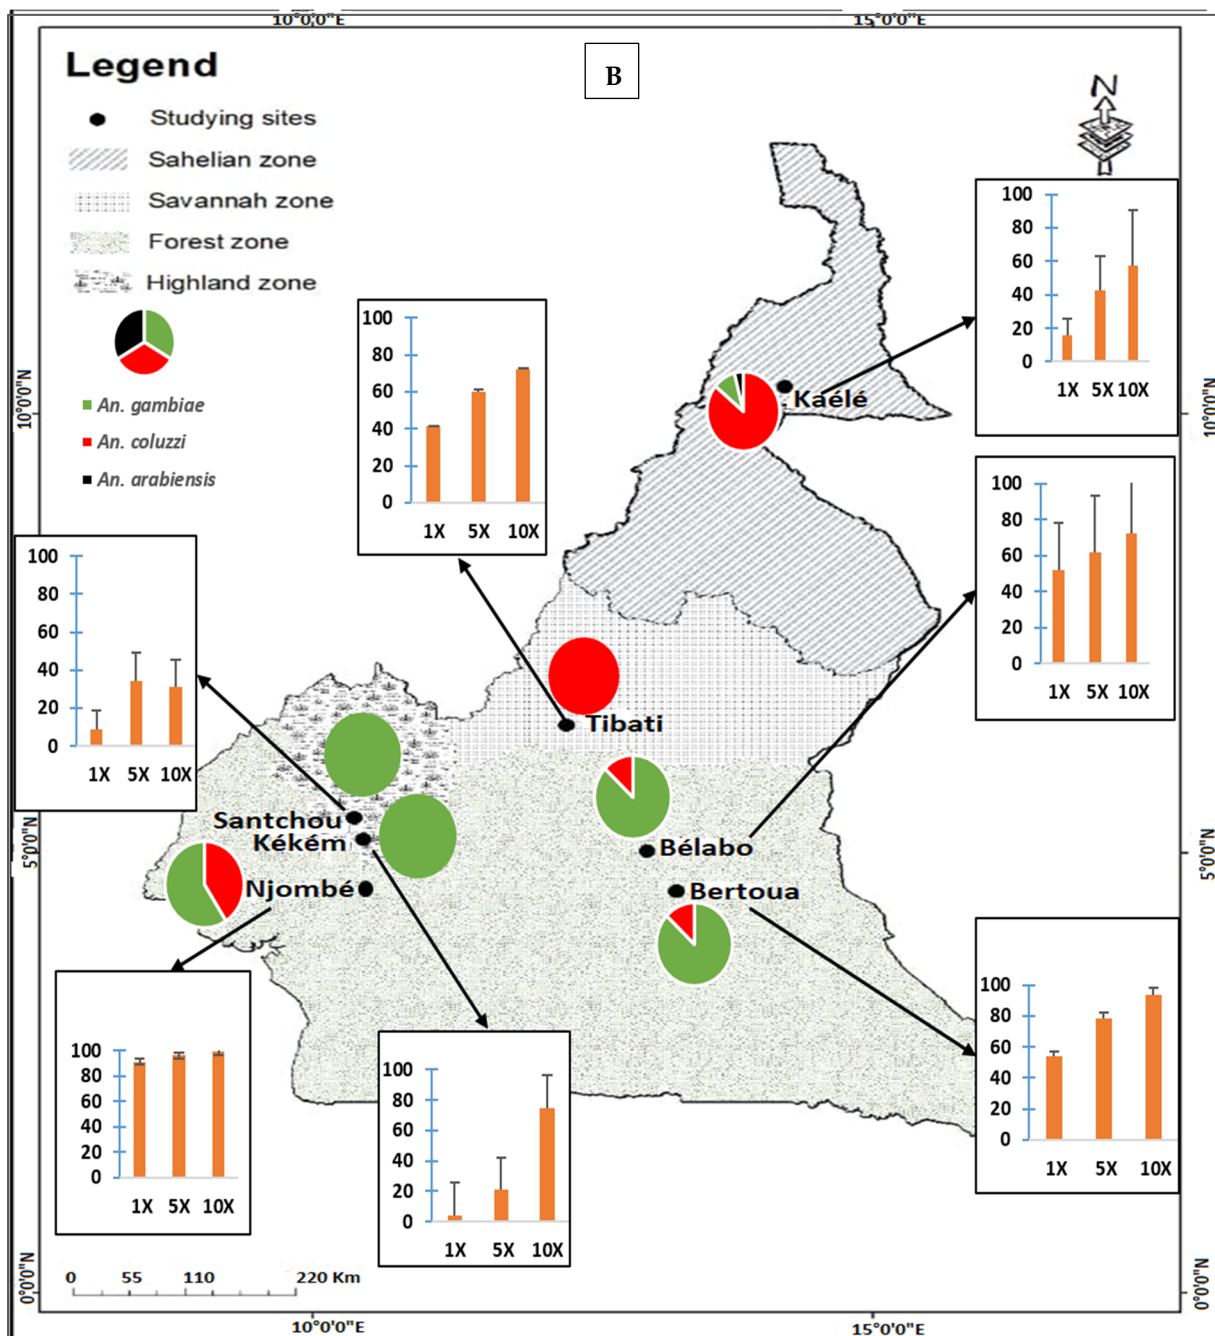 10°0'0"E
15°0'0"E
Legend
B
N
Studying sites
Sahelian zone
Savannah zone
Forest zone
Highland zone
An. gambiae
An. coluzzi
An. arabiensis
100
80
60
40
20
0
1X 5X 10X
100
80
60
40
20
0
1X 5X 10X
10°0'0"N
10°0'0"N
Kaélé
100
80
60
40
20
0
1X 5X 10X
100
80
60
40
20
0
1X 5X 10X
Tibati
Santchou
Kékém
Bélabo
5°0'0"N
5°0'0"N
Njombé
Bertoua
100
80
60
40
20
0
1X 5X 10X
100
80
60
40
20
0
1X 5X 10X
100
80
60
40
20
0
1X 5X 10X
0 55 110 220 Km
0°0'0"N
0°0'0"N
10°0'0"E
15°0'0"E